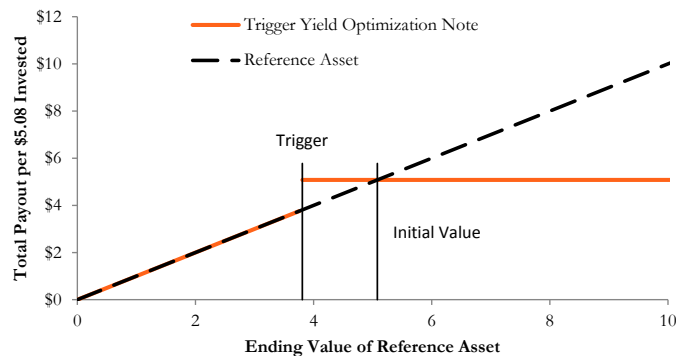 Trigger Yield Optimization Note
Reference Asset
Total Payout per $5.08 Invested
$12
$10
$8
$6
$4
$2
$0
Trigger
Initial Value
0 2 4 6 8 10
Ending Value of Reference Asset